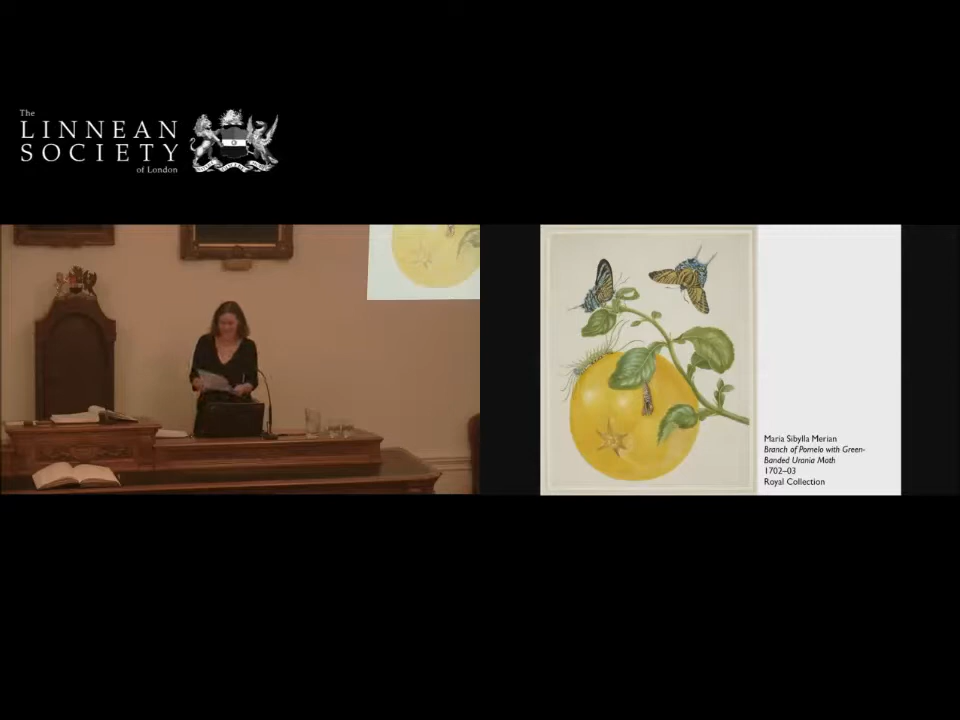 The
LINNEAN
SOCIETY
of London
Maria Sibylla Merian
Branch of Pomelo with Green-
Banded Urania Moth
1702–03
Royal Collection